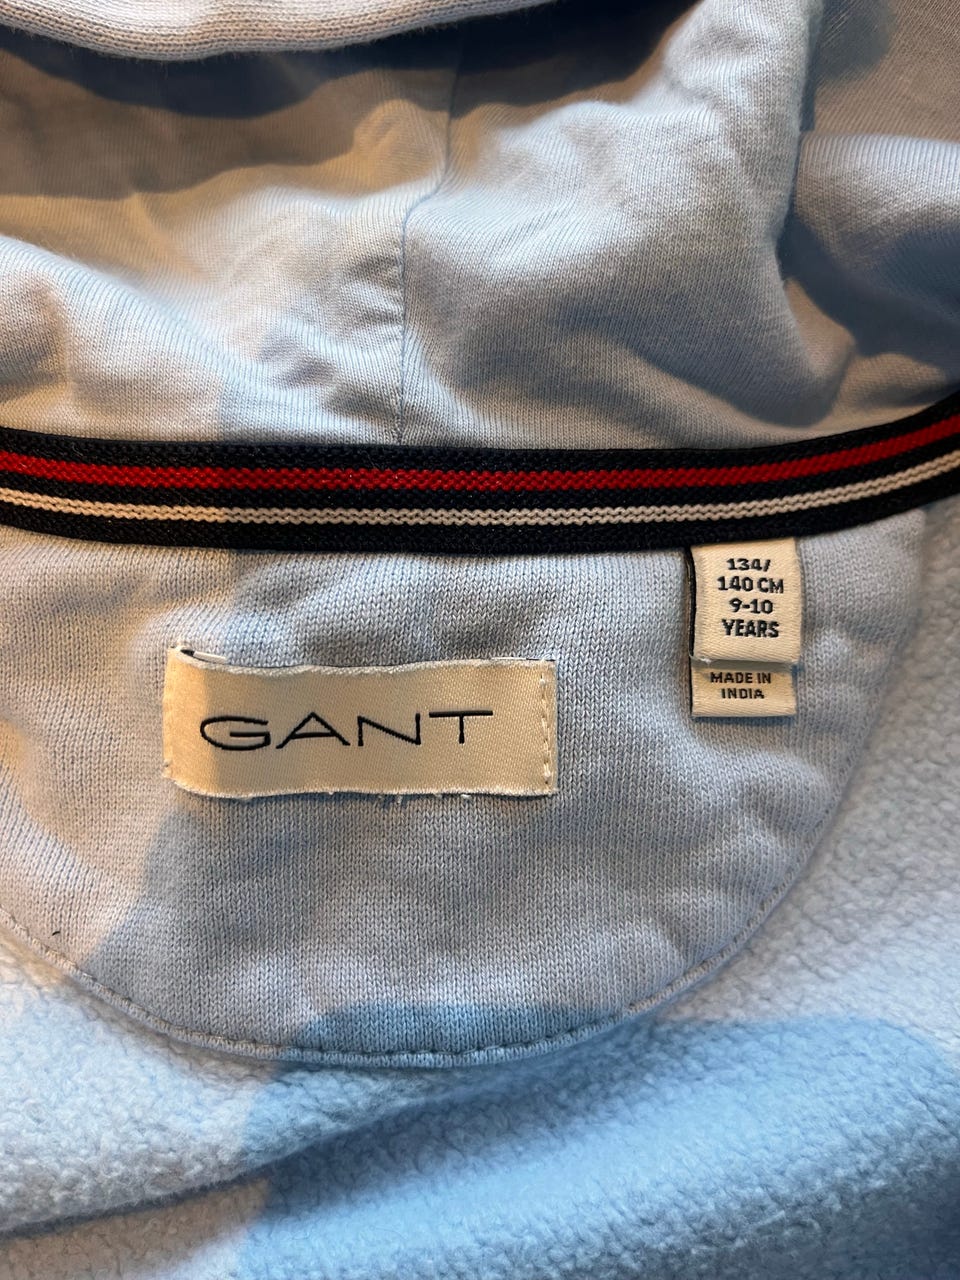 GANT
134/
140 CM
9-10
YEARS
MADE IN
INDIA